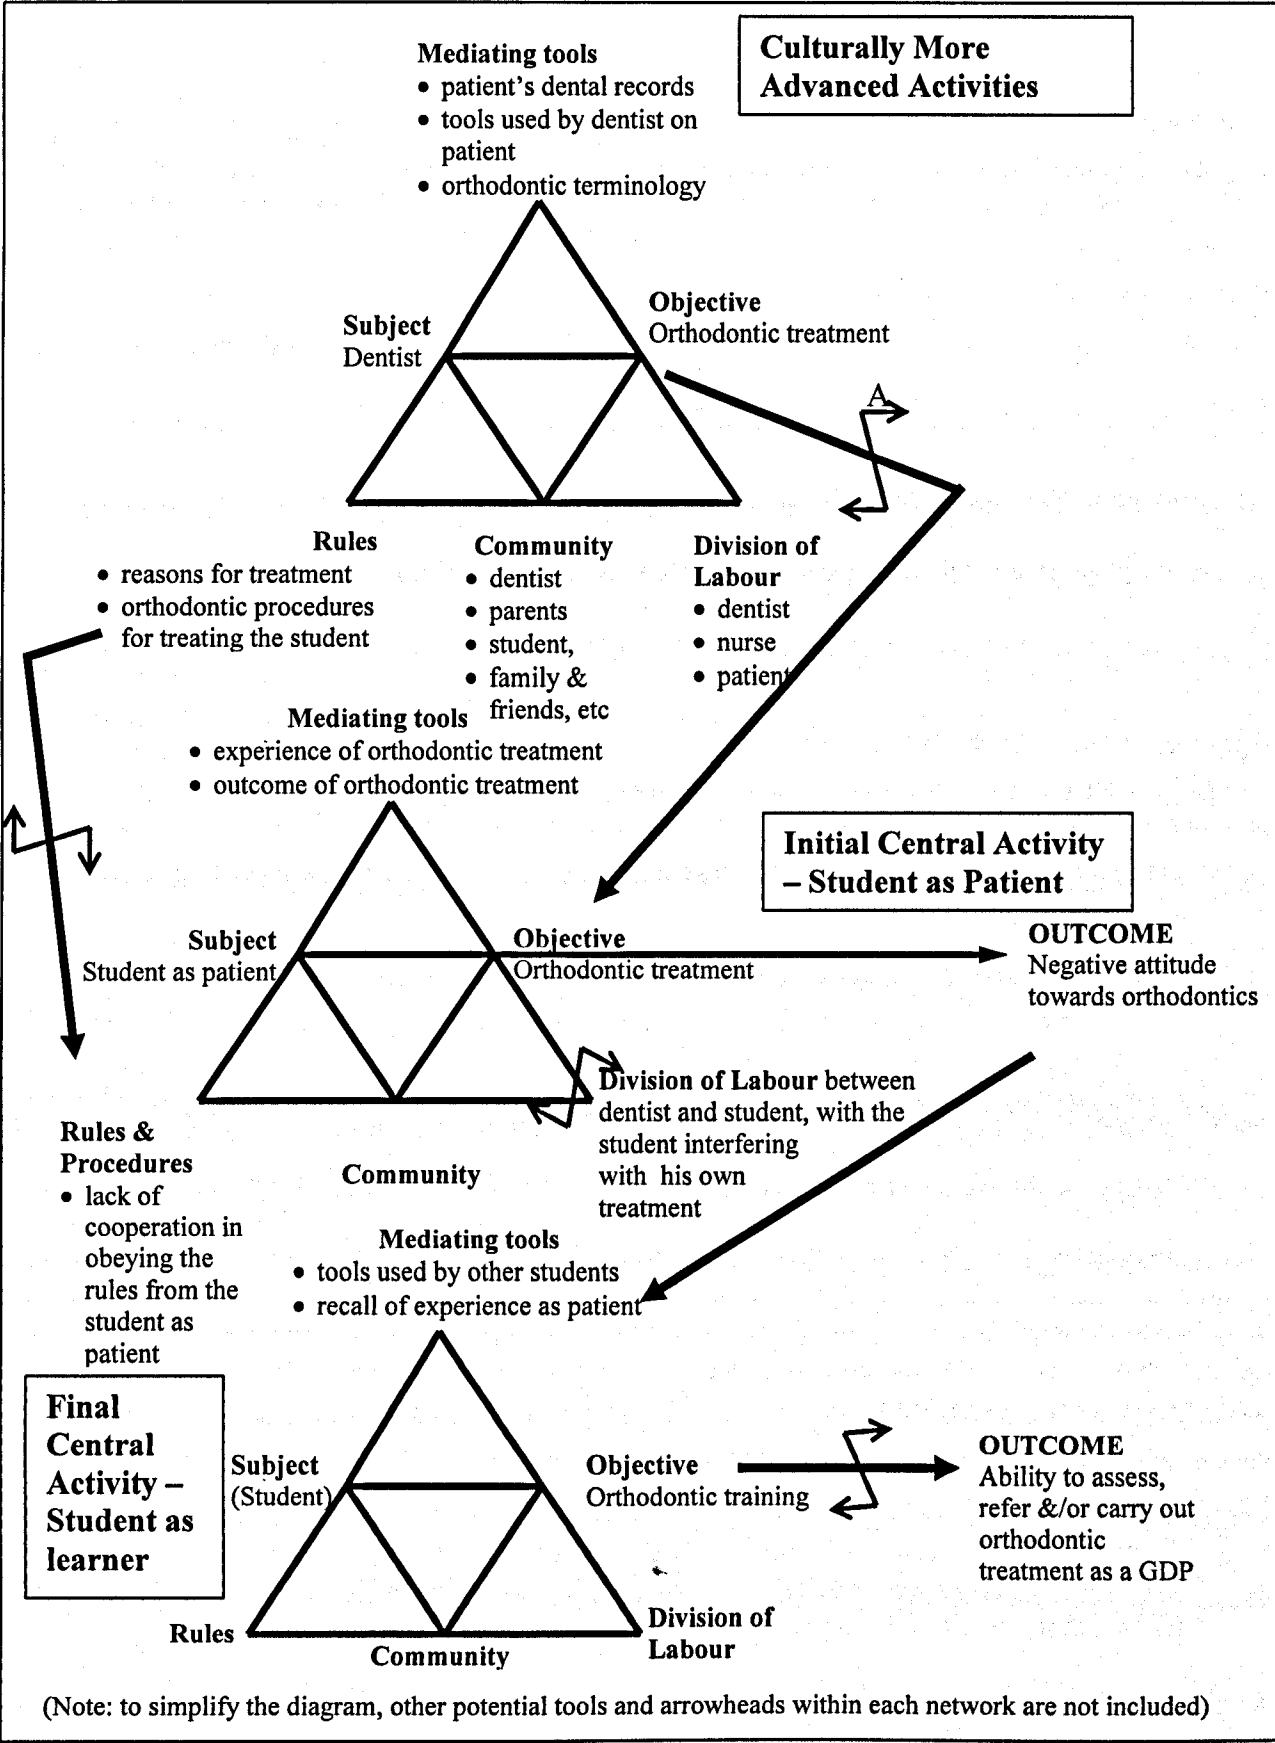 Mediating tools
• patient's dental records
• tools used by dentist on
patient
• orthodontic terminology
Culturally More
Advanced Activities
Subject
Dentist
Objective
Orthodontic treatment
A
Rules
• reasons for treatment
• orthodontic procedures
for treating the student
Community
• dentist
• parents
• student,
• family &
friends, etc
Division of
Labour
• dentist
• nurse
• patient
Mediating tools
• experience of orthodontic treatment
• outcome of orthodontic treatment
Initial Central Activity
– Student as Patient
Subject
Student as patient
Objective
Orthodontic treatment
OUTCOME
Negative attitude
towards orthodontics
Rules &
Procedures
• lack of
cooperation in
obeying the
rules from the
student as
patient
Community
Division of Labour between
dentist and student, with the
student interfering
with his own
treatment
Mediating tools
• tools used by other students
• recall of experience as patient
Final
Central
Activity –
Student as
learner
Subject
(Student)
Objective
Orthodontic training
OUTCOME
Ability to assess,
refer &/or carry out
orthodontic
treatment as a GDP
Rules
Community
Division of
Labour
(Note: to simplify the diagram, other potential tools and arrowheads within each network are not included)